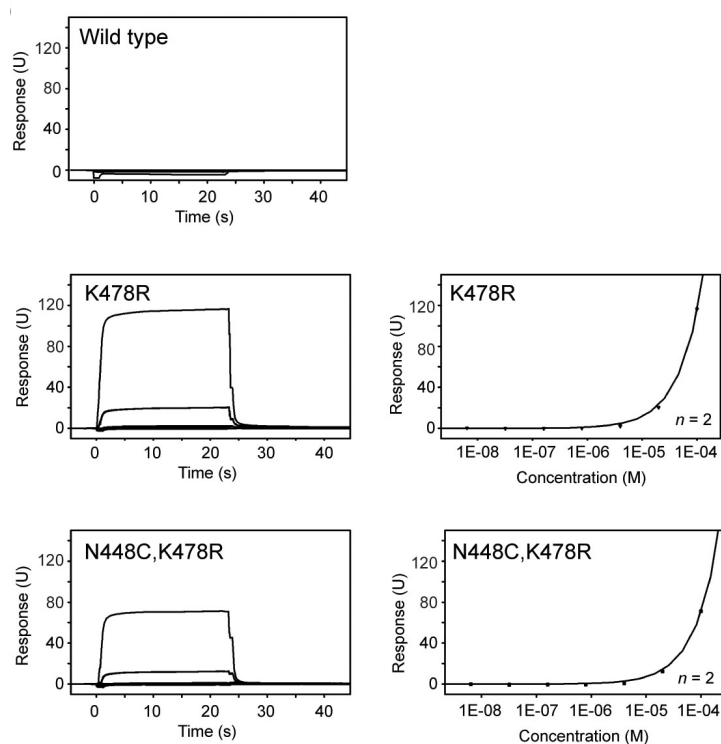 Wild type
Response (U)
120
80
40
0
0 10 20 30 40
Time (s)
K478R
Response (U)
120
80
40
0
0 10 20 30 40
Time (s)
K478R
Response (U)
120
80
40
0
n = 2
1E-08 1E-07 1E-06 1E-05 1E-04
Concentration (M)
N448C,K478R
Response (U)
120
80
40
0
0 10 20 30 40
Time (s)
N448C,K478R
Response (U)
120
80
40
0
n = 2
1E-08 1E-07 1E-06 1E-05 1E-04
Concentration (M)